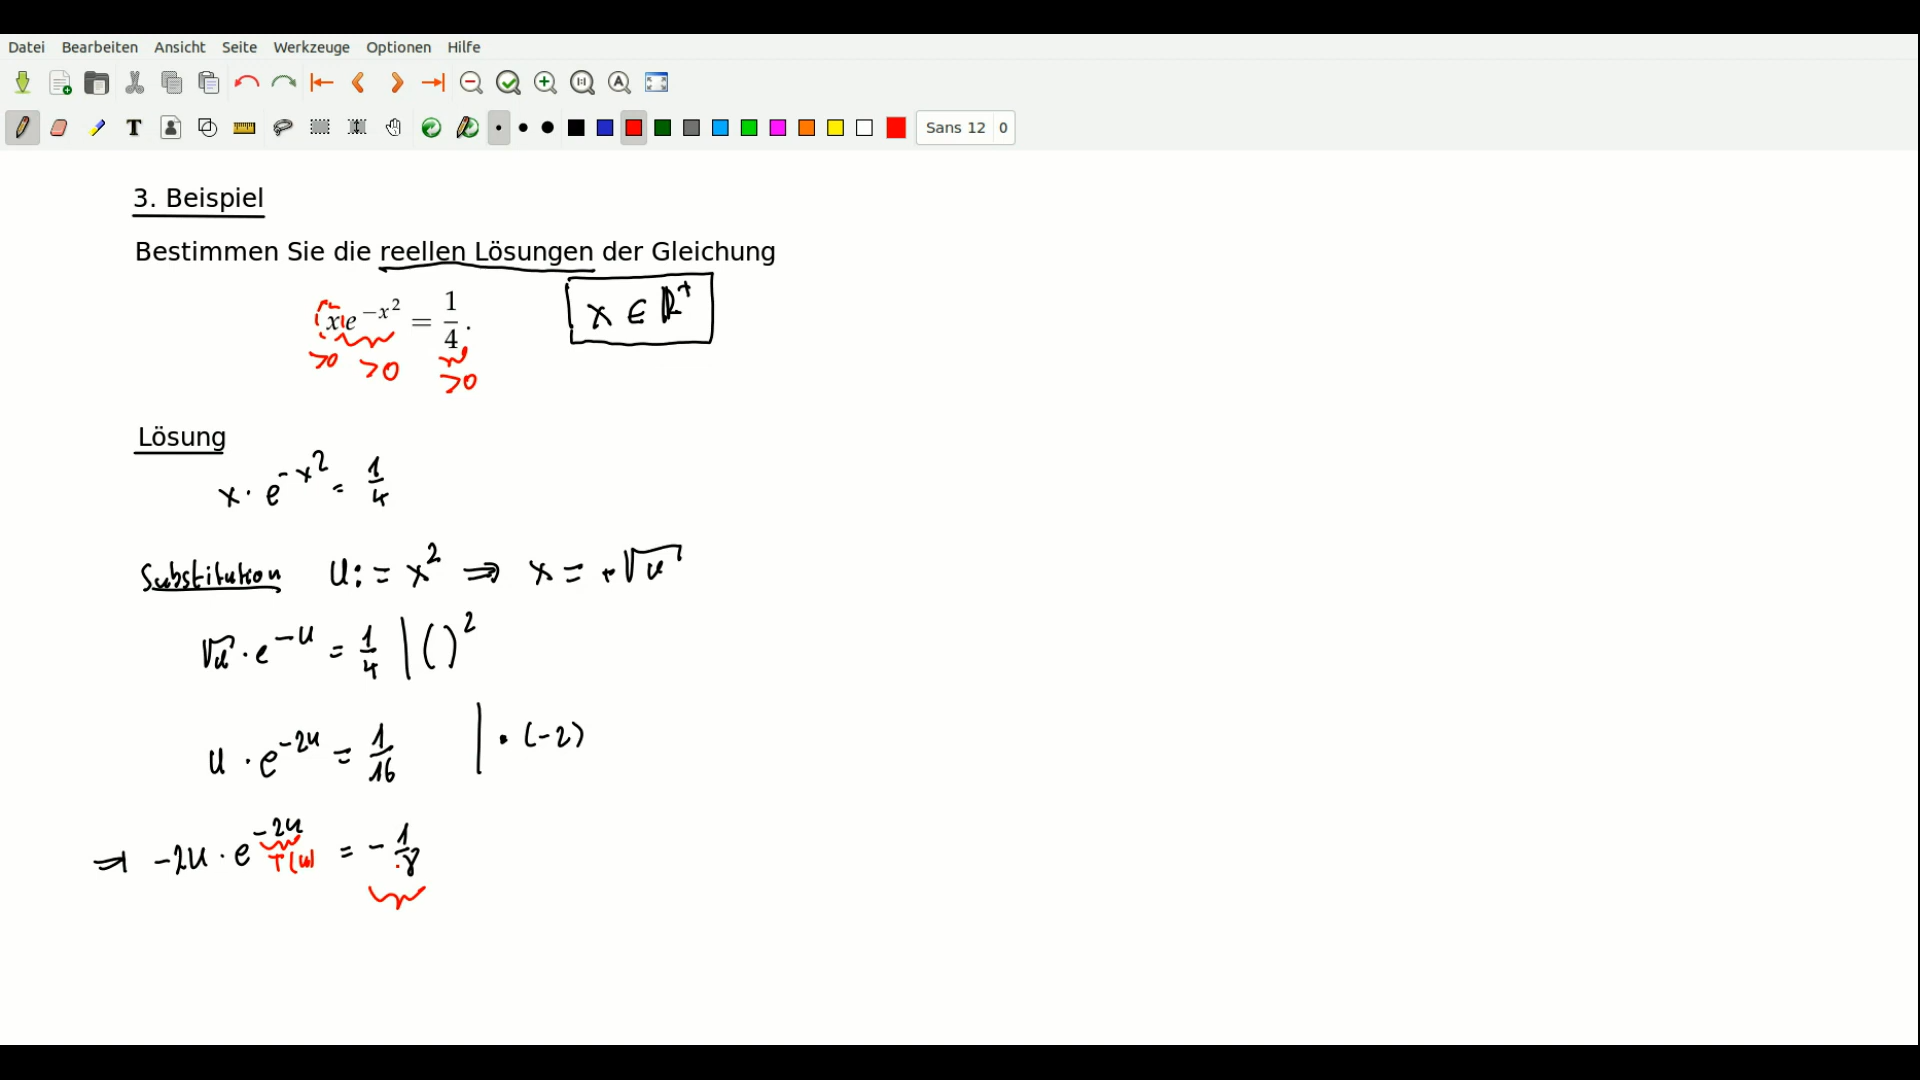 Datei Bearbeiten Ansicht Seite Werkzeuge Optionen Hilfe
Sans 12 0
3. Beispiel
Bestimmen Sie die reellen Lösungen der Gleichung
xe^{-x^2} = 1/4. x ∈ ℝ^+
>0 >0 >0
Lösung
x · e^{-x^2} = 1/4
Substitution u := x^2 ⇒ x = +√u
√u · e^{-u} = 1/4 | ( )^2
u · e^{-2u} = 1/16 | · (-2)
⇒ -2u · e^{-2u} = -1/8
T(u)